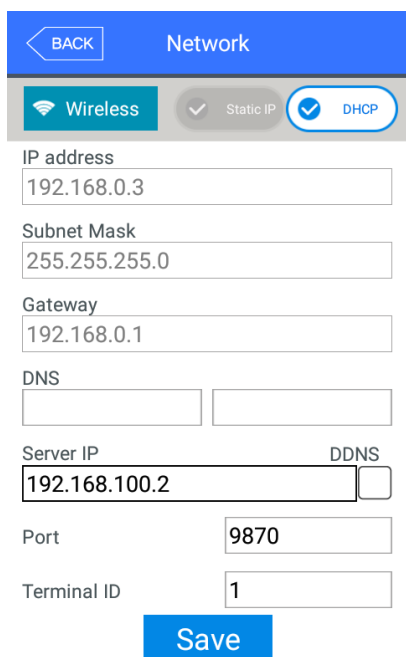 BACK Network
Wireless Static IP DHCP
IP address
192.168.0.3
Subnet Mask
255.255.255.0
Gateway
192.168.0.1
DNS
Server IP DDNS
192.168.100.2
Port 9870
Terminal ID 1
Save